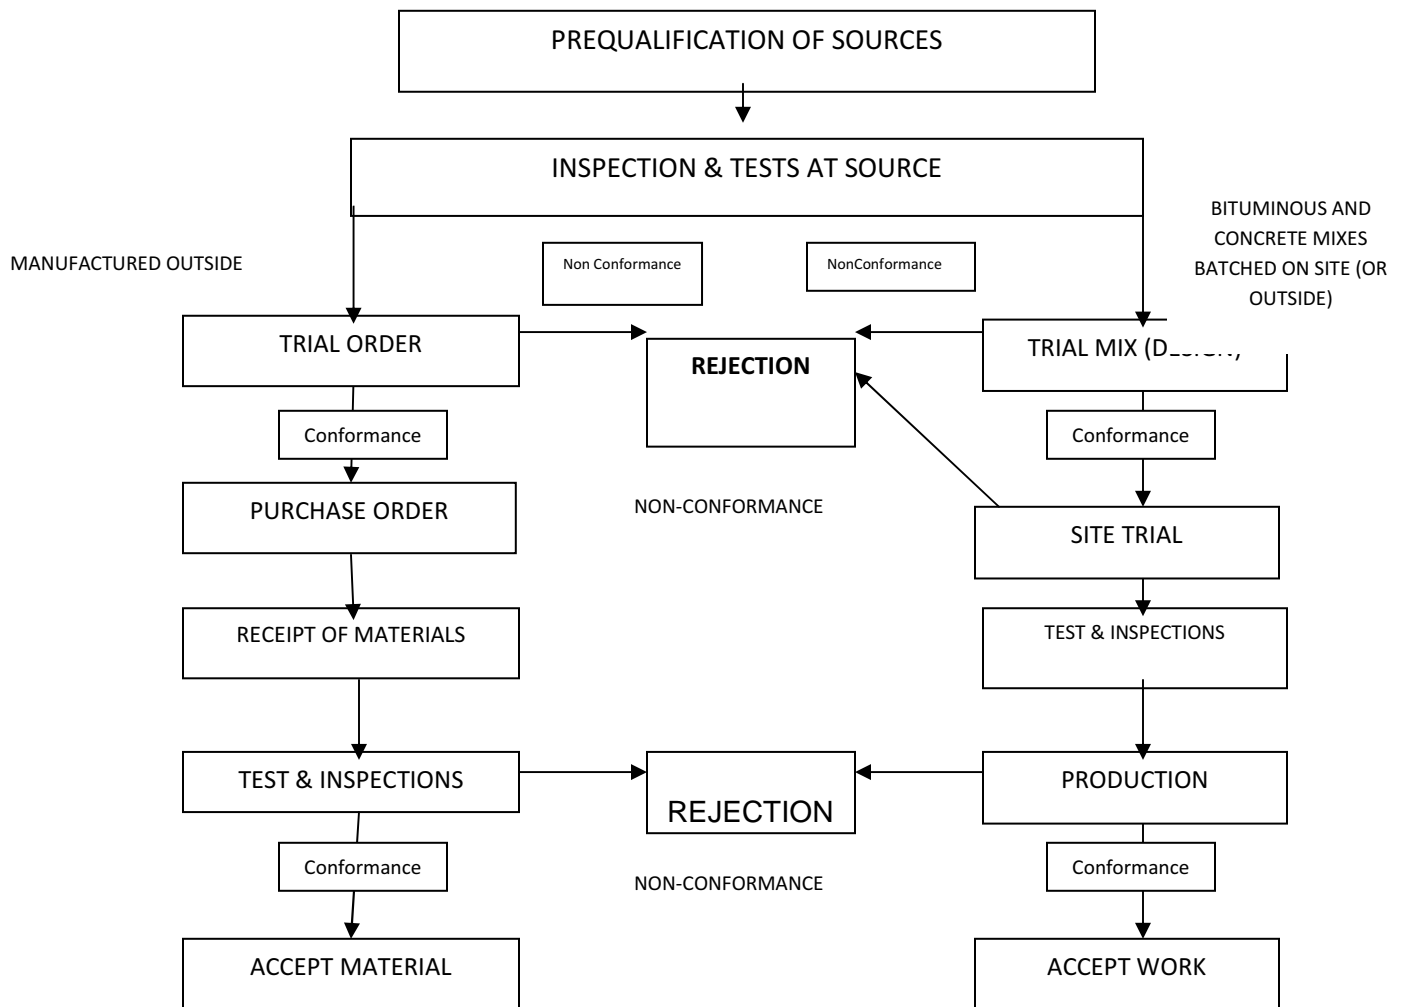 PREQUALIFICATION OF SOURCES
INSPECTION & TESTS AT SOURCE
BITUMINOUS AND
CONCRETE MIXES
BATCHED ON SITE (OR
OUTSIDE)
MANUFACTURED OUTSIDE
Non Conformance
NonConformance
TRIAL ORDER
REJECTION
TRIAL MIX
Conformance
Conformance
PURCHASE ORDER
NON-CONFORMANCE
SITE TRIAL
RECEIPT OF MATERIALS
TEST & INSPECTIONS
TEST & INSPECTIONS
REJECTION
PRODUCTION
Conformance
NON-CONFORMANCE
Conformance
ACCEPT MATERIAL
ACCEPT WORK